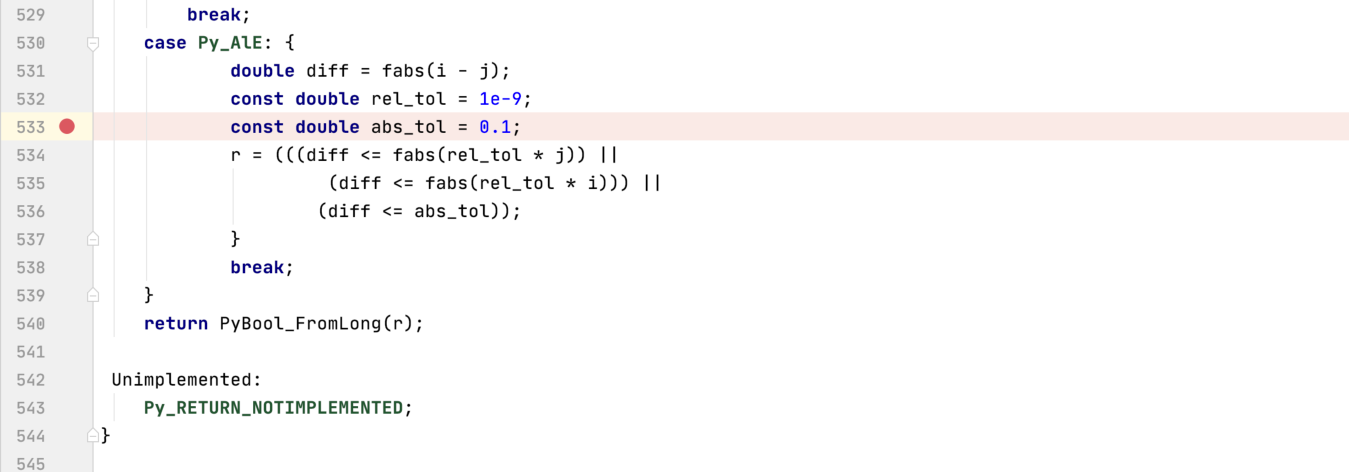 529 break;
530 case Py_AlE: {
531 double diff = fabs(i - j);
532 const double rel_tol = 1e-9;
533 const double abs_tol = 0.1;
534 r = (((diff <= fabs(rel_tol * j)) ||
535 (diff <= fabs(rel_tol * i))) ||
536 (diff <= abs_tol));
537 }
538 break;
539 }
540 return PyBool_FromLong(r);
541
542 Unimplemented:
543 Py_RETURN_NOTIMPLEMENTED;
544 }
545